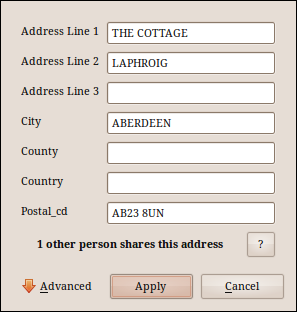 Address Line 1 THE COTTAGE
Address Line 2 LAPHROIG
Address Line 3
City ABERDEEN
County
Country
Postal_cd AB23 8UN
1 other person shares this address ?
Advanced Apply Cancel